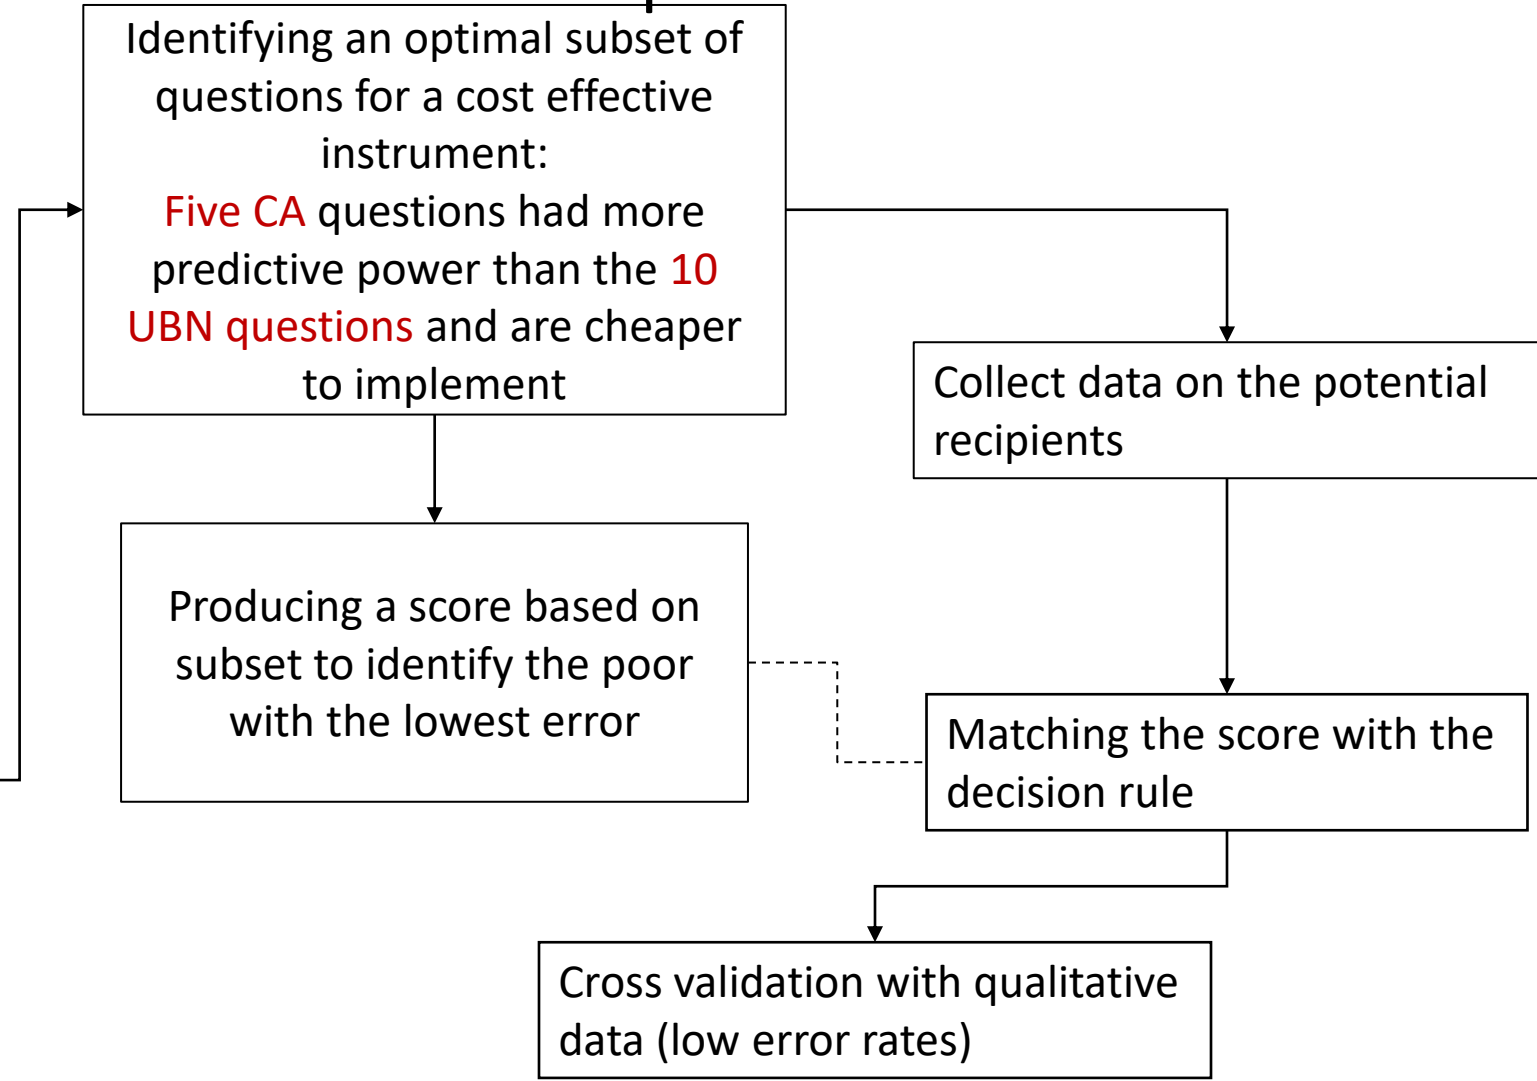 Identifying an optimal subset of
questions for a cost effective
instrument:
Five CA questions had more
predictive power than the 10
UBN questions and are cheaper
to implement
Collect data on the potential
recipients
Producing a score based on
subset to identify the poor
with the lowest error
Matching the score with the
decision rule
Cross validation with qualitative
data (low error rates)